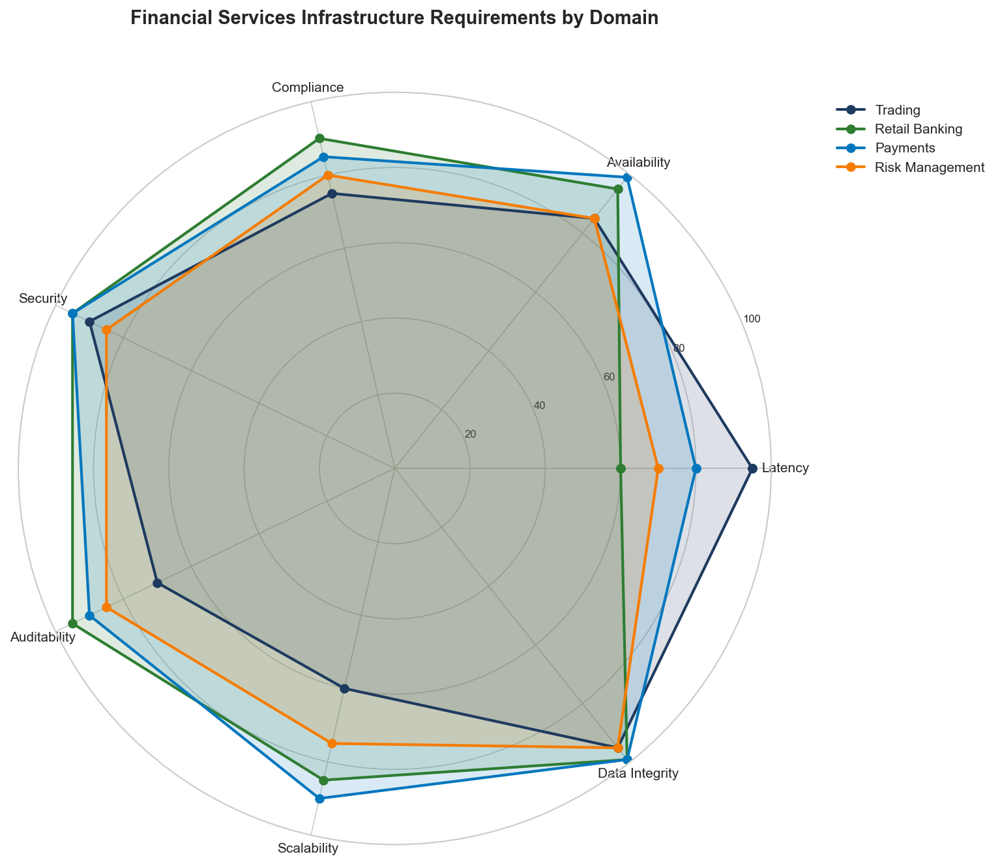 Financial Services Infrastructure Requirements by Domain
Compliance
Trading
Retail Banking
Payments
Risk Management
Availability
Security
100
80
60
40
20
Latency
Auditability
Data Integrity
Scalability